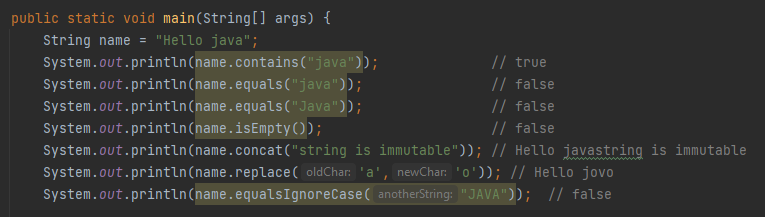 public static void main(String[] args) {
String name = "Hello java";
System.out.println(name.contains("java")); // true
System.out.println(name.equals("java")); // false
System.out.println(name.equals("Java")); // false
System.out.println(name.isEmpty()); // false
System.out.println(name.concat("string is immutable")); // Hello javastring is immutable
System.out.println(name.replace( oldChar: 'a', newChar: 'o')); // Hello jovo
System.out.println(name.equalsIgnoreCase( anotherString: "JAVA")); // false